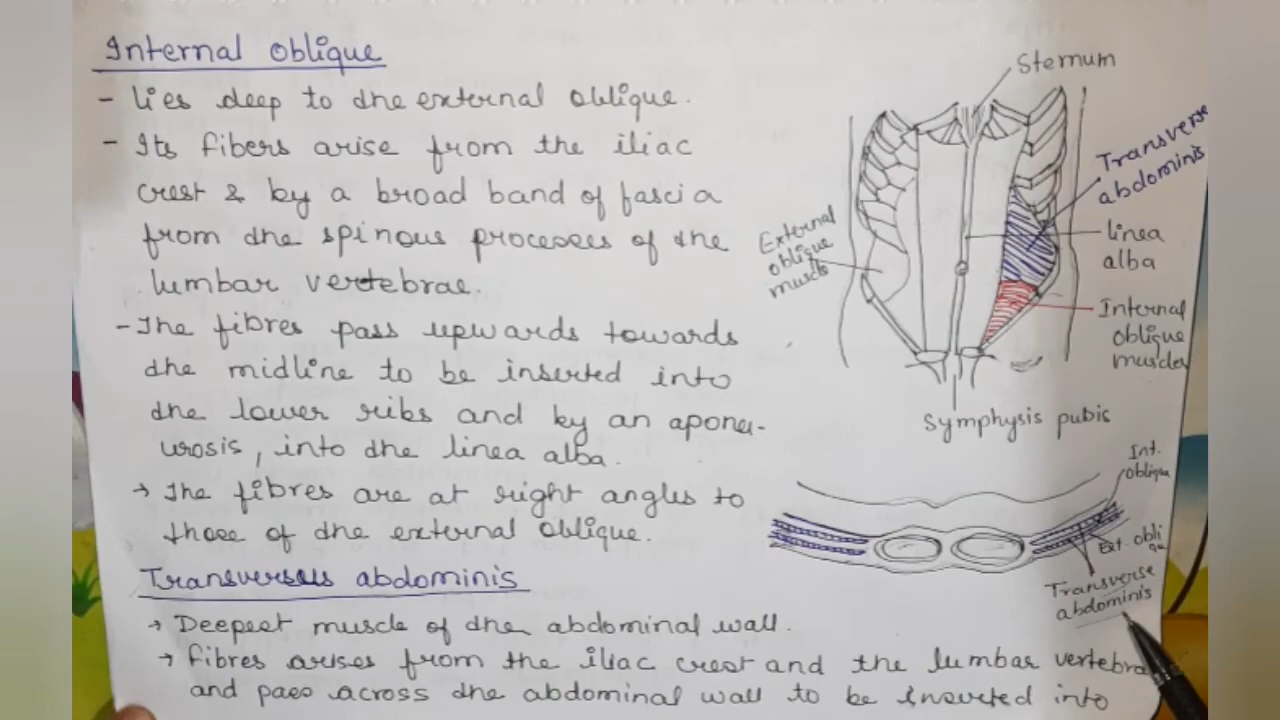 Internal oblique
- lies deep to the external oblique.
- Its fibers arise from the iliac
crest & by a broad band of fascia
from the spinous processes of the
lumbar vertebrae.
- The fibres pass upwards towards
the midline to be inserted into
the lower ribs and by an apone-
urosis, into the linea alba.
→ The fibres are at right angles to
those of the external oblique.
Transversus abdominis
→ Deepest muscle of the abdominal wall.
→ fibres arises from the iliac crest and the lumbar vertebra
and pass across the abdominal wall to be inserted into
Sternum
Transverse
abdominis
External
oblique
muscle
linea
alba
Internal
oblique
muscles
Symphysis pubis
Int.
oblique
Ext. obli
que
Transverse
abdominis